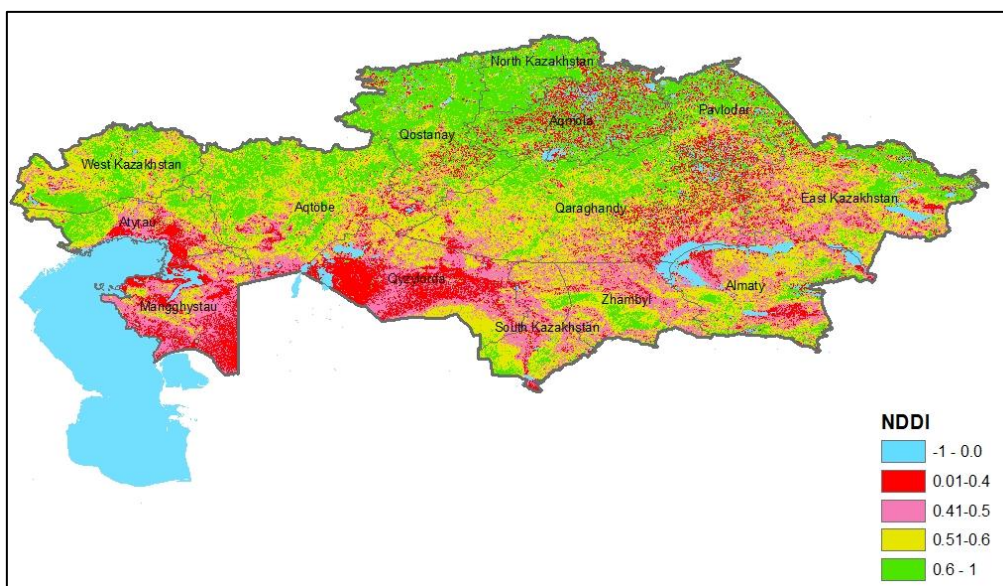 North Kazakhstan
Pavlodar
Aqmola
Qostanay
West Kazakhstan
East Kazakhstan
Aqtobe
Qaraghandy
Atyrau
Qyzylorda
Almaty
Zhambyl
Mangghystau
South Kazakhstan
NDDI
-1 - 0.0
0.01-0.4
0.41-0.5
0.51-0.6
0.6 - 1